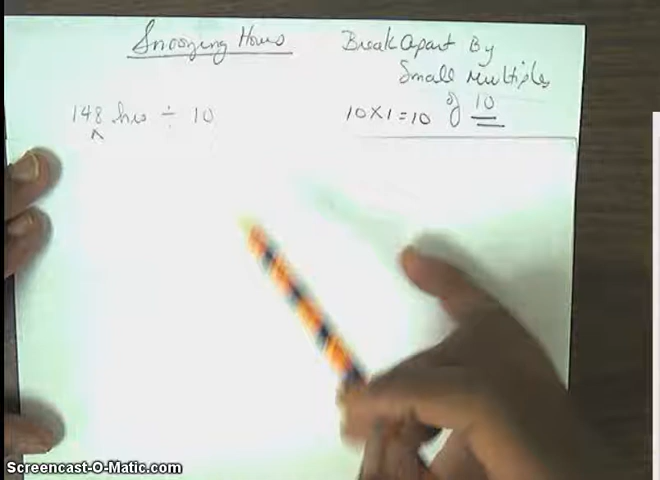 Snoozing Hours
Break Apart By
Small Multiples
of 10
148 hrs ÷ 10
10 × 1 = 10
Screencast-O-Matic.com